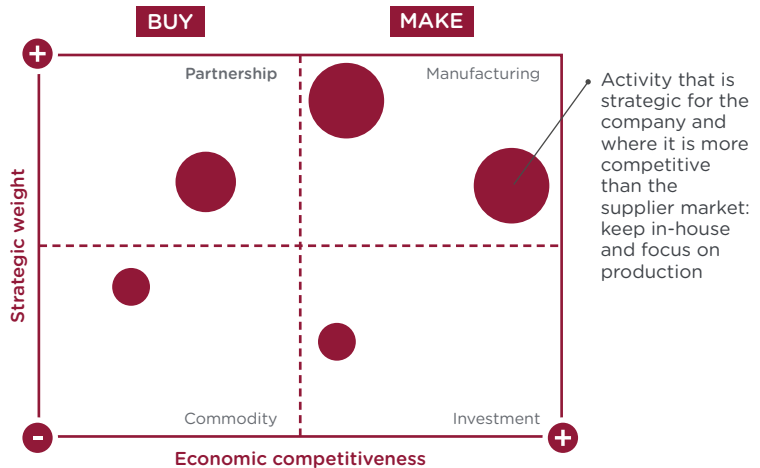 BUY
MAKE
+
Partnership
Manufacturing
Activity that is
strategic for the
company and
where it is more
competitive
than the
supplier market:
keep in-house
and focus on
production
Strategic weight
Commodity
Investment
-
+
Economic competitiveness